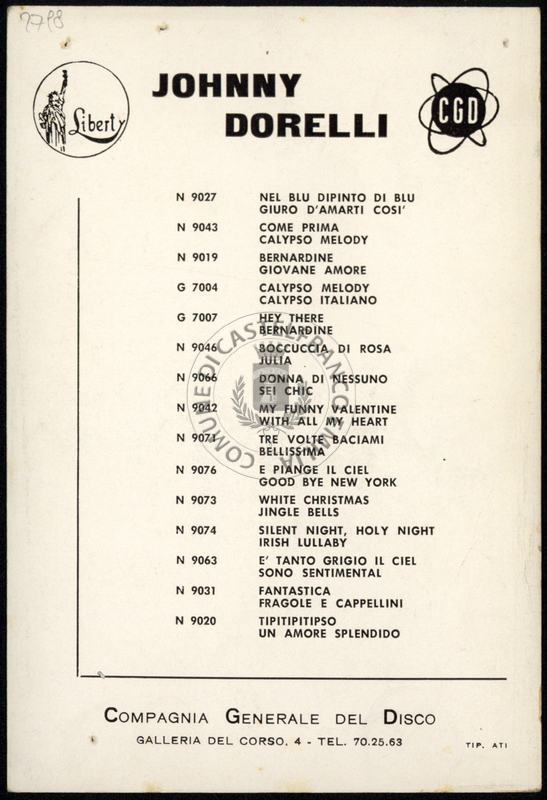 2798
Liberty
JOHNNY
DORELLI
CGD
N 9027 NEL BLU DIPINTO DI BLU
GIURO D'AMARTI COSI'
N 9043 COME PRIMA
CALYPSO MELODY
N 9019 BERNARDINE
GIOVANE AMORE
G 7004 CALYPSO MELODY
CALYPSO ITALIANO
G 7007 HEY THERE
BERNARDINE
N 9046 BOCCUCCIA DI ROSA
JULIA
N 9066 DONNA DI NESSUNO
SEI CHIC
N 9042 MY FUNNY VALENTINE
WITH ALL MY HEART
N 9071 TRE VOLTE BACIAMI
BELLISSIMA
N 9076 E PIANGE IL CIEL
GOOD BYE NEW YORK
N 9073 WHITE CHRISTMAS
JINGLE BELLS
N 9074 SILENT NIGHT, HOLY NIGHT
IRISH LULLABY
N 9063 E' TANTO GRIGIO IL CIEL
SONO SENTIMENTAL
N 9031 FANTASTICA
FRAGOLE E CAPPELLINI
N 9020 TIPITIPITIPSO
UN AMORE SPLENDIDO
COMUNE DI CASTELFRANCO EMILIA
COMPAGNIA GENERALE DEL DISCO
GALLERIA DEL CORSO, 4 - TEL. 70.25.63
TIP. ATI